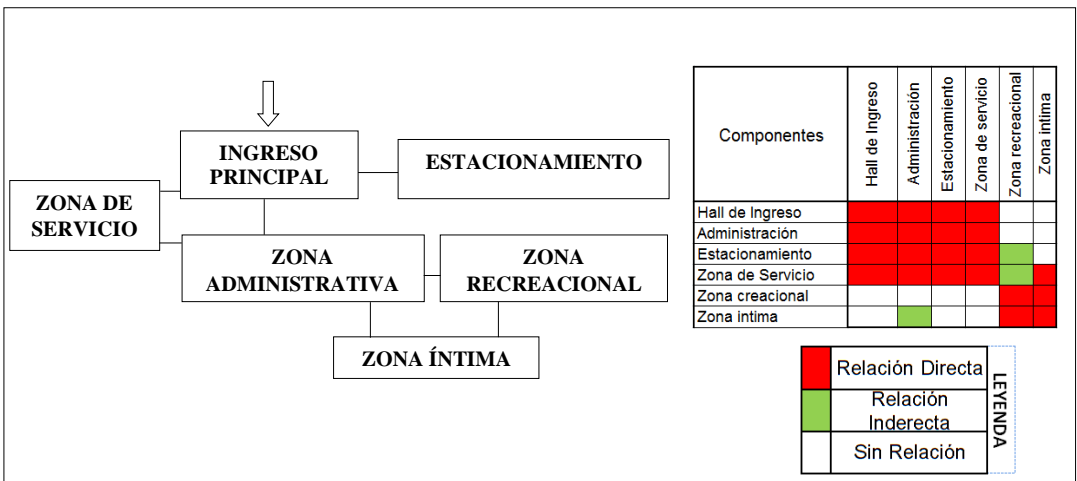 INGRESO
PRINCIPAL
ESTACIONAMIENTO
ZONA DE
SERVICIO
ZONA
ADMINISTRATIVA
ZONA
RECREACIONAL
ZONA ÍNTIMA
Componentes
Hall de Ingreso
Administración
Estacionamiento
Zona de servicio
Zona recreacional
Zona intima
Hall de Ingreso
Administración
Estacionamiento
Zona de Servicio
Zona creacional
Zona intima
Relación Directa
Relación
Inderecta
Sin Relación
LEYENDA